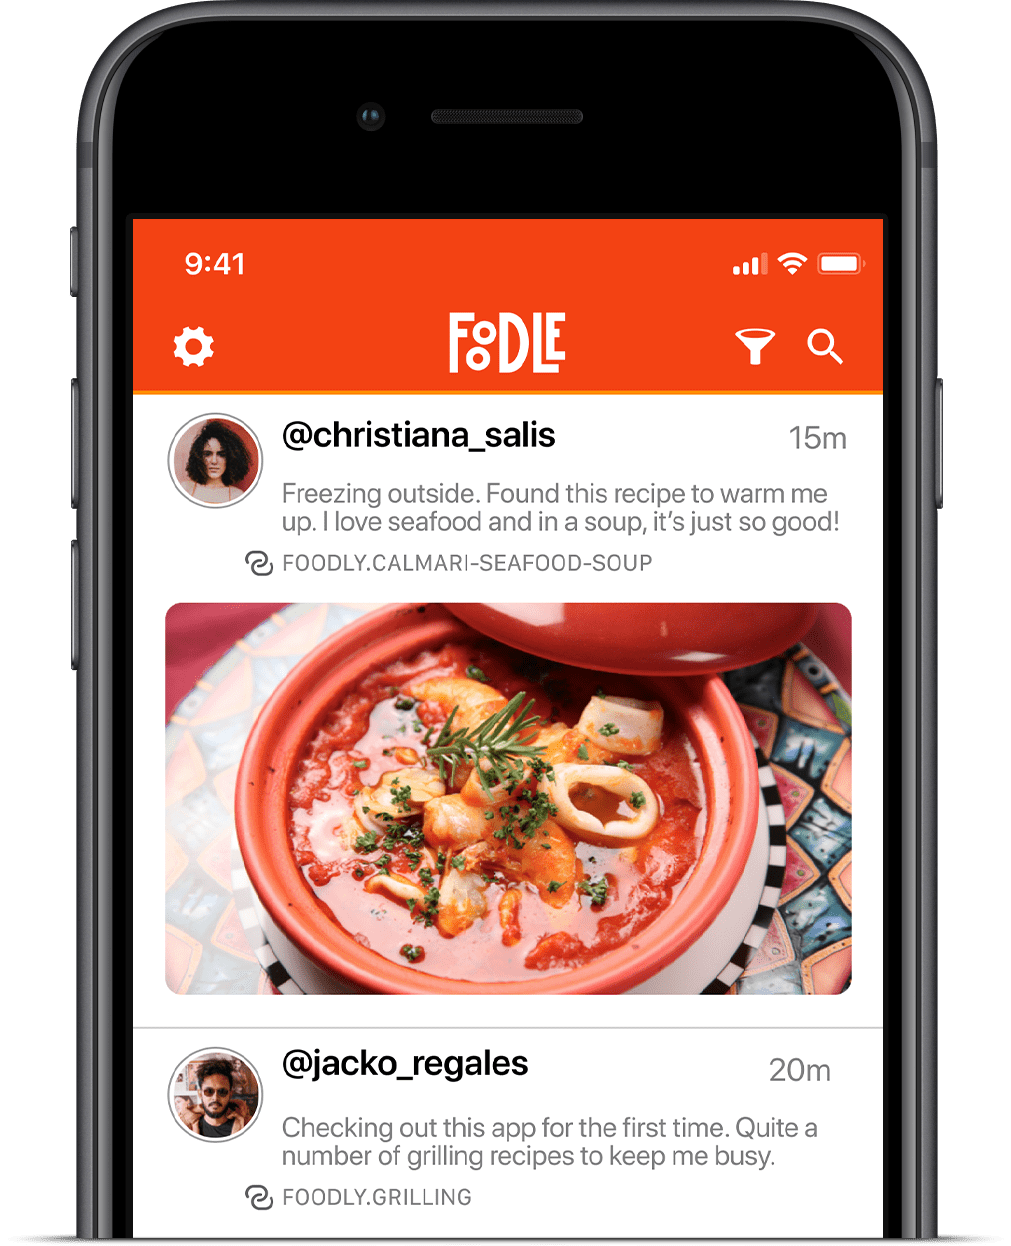 9:41
FOODLE
@christiana_salis
15m
Freezing outside. Found this recipe to warm me
up. I love seafood and in a soup, it’s just so good!
FOODLY.CALMARI-SEAFOOD-SOUP
@jacko_regales
20m
Checking out this app for the first time. Quite a
number of grilling recipes to keep me busy.
FOODLY.GRILLING